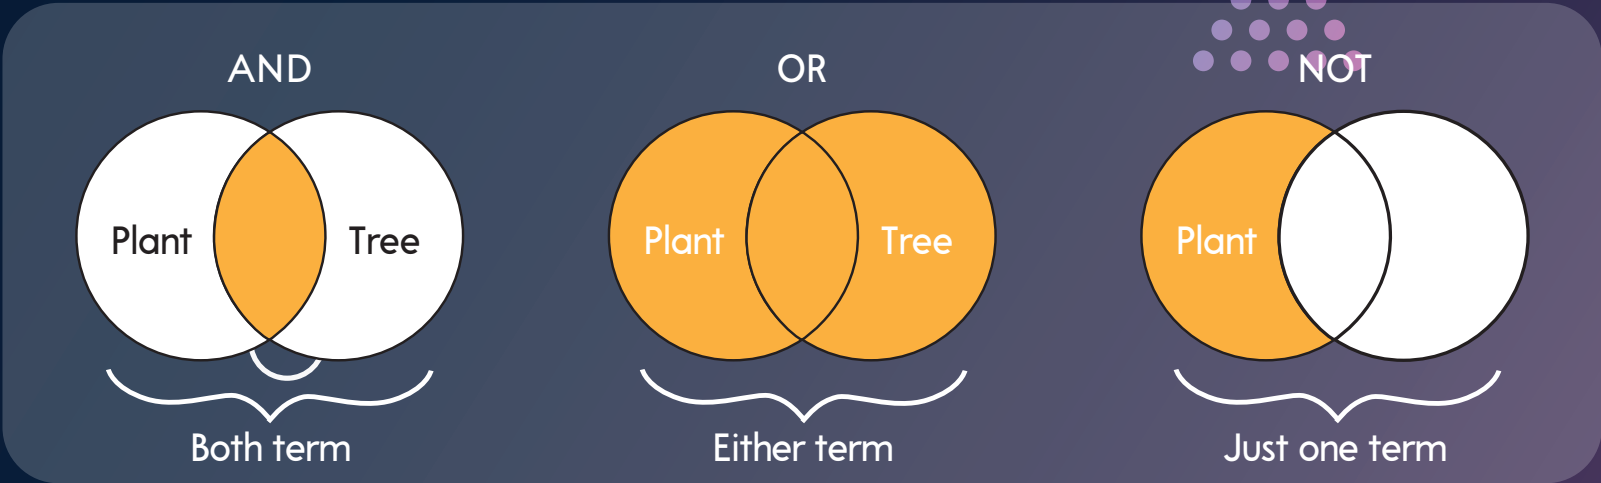 AND
OR
NOT
Plant
Tree
Plant
Tree
Plant
Both term
Either term
Just one term